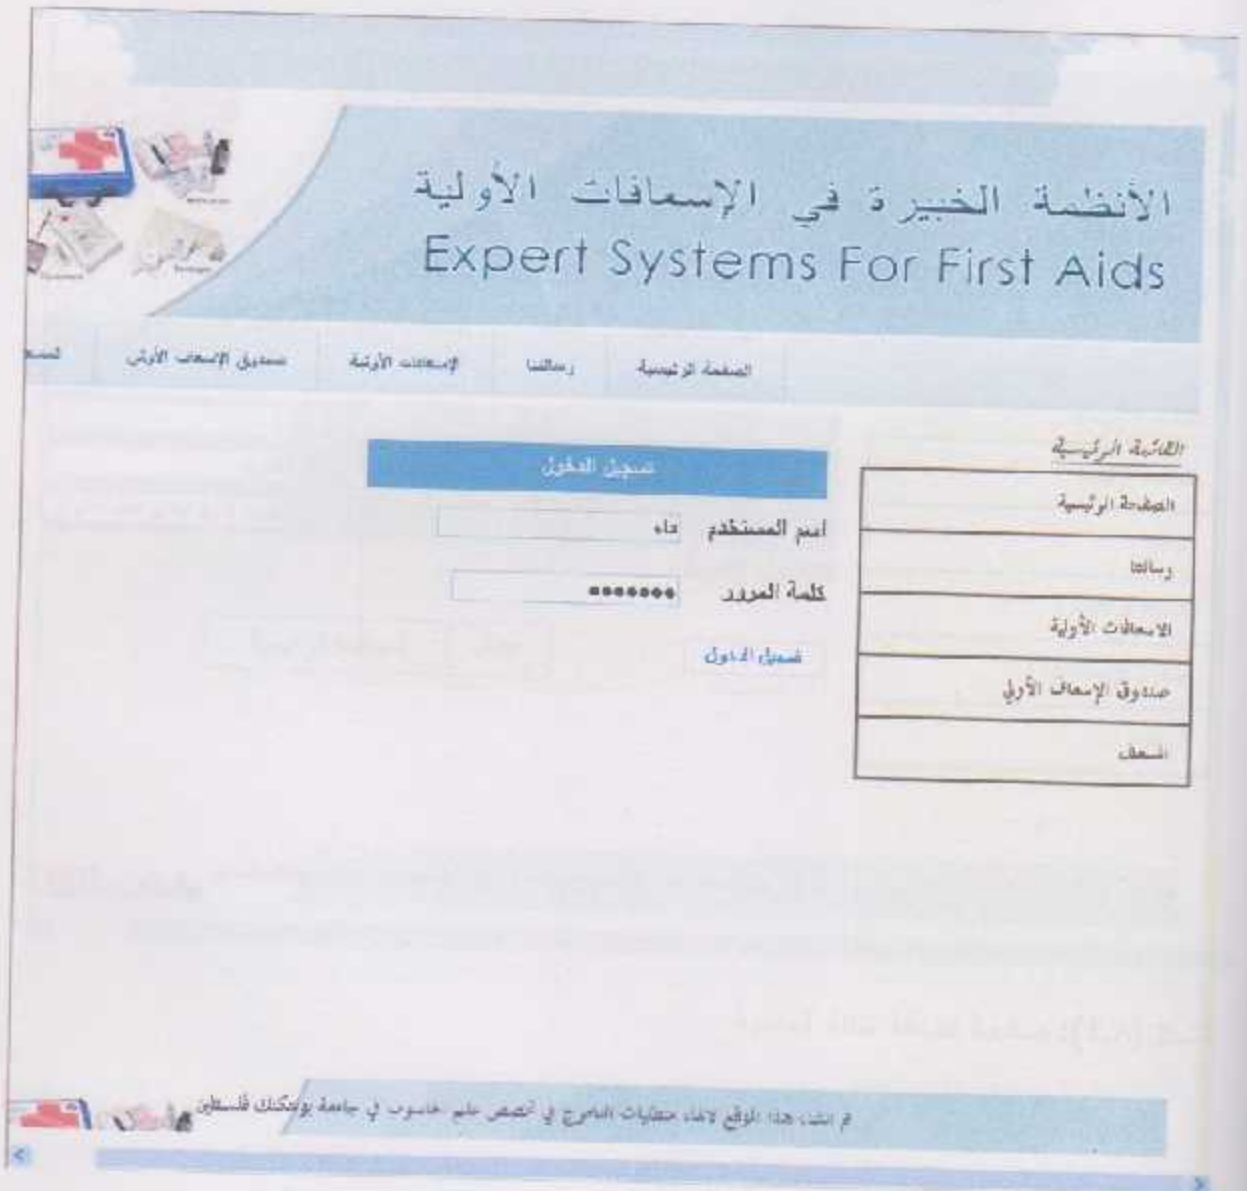 الأنظمة الخبيرة في الإسعافات الأولية
Expert Systems For First Aids
الصفحة الرئيسية
رسالتنا
الإسعافات الأولية
صندوق الإسعاف الأولي
القائمة الرئيسية
الصفحة الرئيسية
رسالتنا
الاسعافات الأولية
صندوق الإسعاف الأولي
المسعف
تسجيل الدخول
اسم المستخدم
كلمة المرور •••••••
تسجيل الدخول
تم انشاء هذا الموقع لانهاء متطلبات التخرج في تخصص علم الحاسوب في جامعة بوليتكنك فلسطين